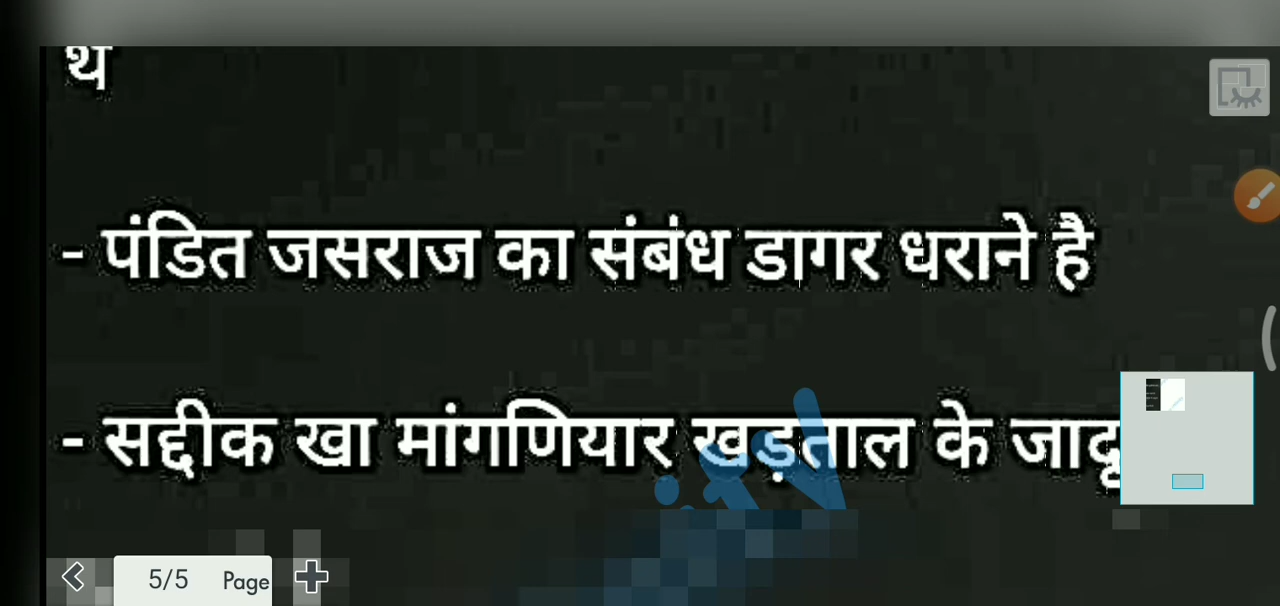 थे
- पंडित जसराज का संबंध डागर धराने है
- सद्दीक खा मांगणियार खड़ताल के
5/5 Page